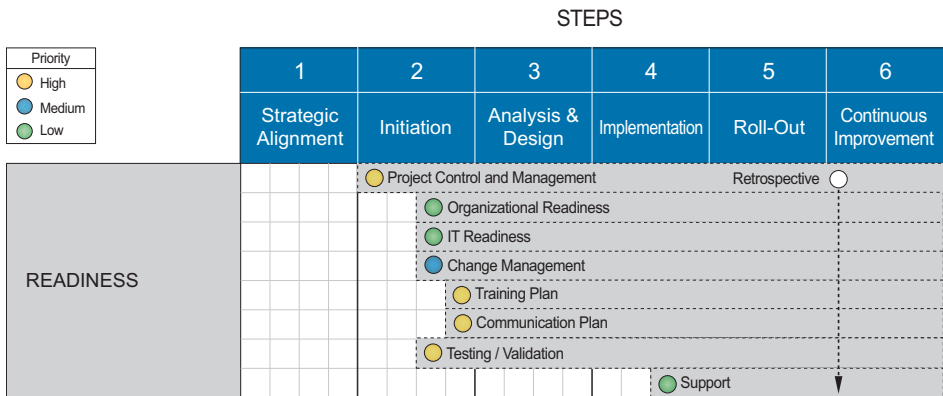 STEPS
Priority
High
Medium
Low
1 2 3 4 5 6
Strategic
Alignment
Initiation
Analysis &
Design
Implementation
Roll-Out
Continuous
Improvement
READINESS
Project Control and Management
Retrospective
Organizational Readiness
IT Readiness
Change Management
Training Plan
Communication Plan
Testing / Validation
Support